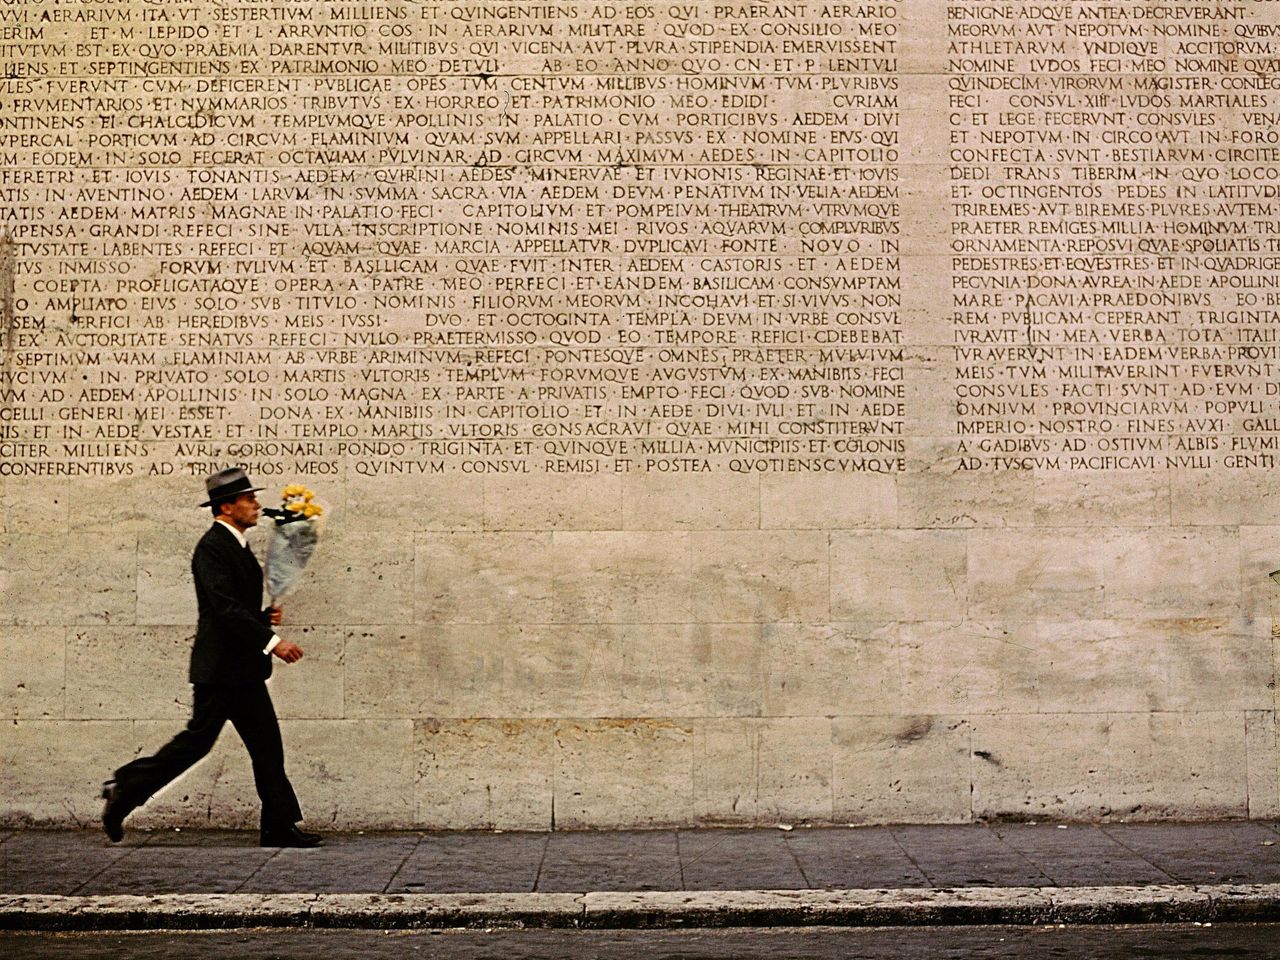 VVI · AERARIVM · ITA · VT · SESTERTIVM · MILLIENS · ET · QVINGENTIENS · AD · EOS · QVI · PRAERANT · AERARIO
ET · M · LEPIDO · ET · L · ARRVNTIO · COS · IN · AERARIVM · MILITARE · QVOD · EX · CONSILIO · MEO
TITVTVM · EST · EX · QVO · PRAEMIA · DARENTVR · MILITIBVS · QVI · VICENA · AVT · PLVRA · STIPENDIA · EMERVISSENT
LIENS · ET · SEPTINGENTIENS · EX · PATRIMONIO · MEO · DETVLI AB · EO · ANNO · QVO · CN · ET · P · LENTVLI
VLES · FVERVNT · CVM · DEFICERENT · PVBLICAE · OPES · TVM · CENTVM · MILLIBVS · HOMINVM · TVM · PLVRIBVS
O · FRVMENTARIOS · ET · NVMMARIOS · TRIBVTVS · EX · HORREO · ET · PATRIMONIO · MEO · EDIDI CVRIAM
ONTINENS · EI · CHALCIDICVM · TEMPLVMQVE · APOLLINIS · IN · PALATIO · CVM · PORTICIBVS · AEDEM · DIVI
VPERCAL · PORTICVM · AD · CIRCVM · FLAMINIVM · QVAM · SVM · APPELLARI · PASSVS · EX · NOMINE · EIVS · QVI
EM · EODEM · IN · SOLO · FECERAT · OCTAVIAM · PVLVINAR · AD · CIRCVM · MAXIMVM · AEDES · IN · CAPITOLIO
FERETRI · ET · IOVIS · TONANTIS · AEDEM · QVIRINI · AEDES · MINERVAE · ET · IVNONIS · REGINAE · ET · IOVIS
ATIS · IN · AVENTINO · AEDEM · LARVM · IN · SVMMA · SACRA · VIA · AEDEM · DEVM · PENATIVM · IN · VELIA · AEDEM
TATIS · AEDEM · MATRIS · MAGNAE · IN · PALATIO · FECI · CAPITOLIVM · ET · POMPEIVM · THEATRVM · VTRVMQVE
IMPENSA · GRANDI · REFECI · SINE · VLLA · INSCRIPTIONE · NOMINIS · MEI · RIVOS · AQVARVM · COMPLVRIBVS
TVSTATE · LABENTES · REFECI · ET · AQVAM · QVAE · MARCIA · APPELLATVR · DVPLICAVI · FONTE · NOVO · IN
IVS · INMISSO · FORVM · IVLIVM · ET · BASILICAM · QVAE · FVIT · INTER · AEDEM · CASTORIS · ET · AEDEM
COEPTA · PROFLIGATAQVE · OPERA · A · PATRE · MEO · PERFECI · ET · EANDEM · BASILICAM · CONSVMPTAM
O · AMPLIATO · EIVS · SOLO · SVB · TITVLO · NOMINIS · FILIORVM · MEORVM · INCOHAVI · ET · SI · VIVVS · NON
SEM · PERFICI · AB · HEREDIBVS · MEIS · IVSSI · DVO · ET · OCTOGINTA · TEMPLA · DEVM · IN · VRBE · CONSVL
EX · AVCTORITATE · SENATVS · REFECI · NVLLO · PRAETERMISSO · QVOD · EO · TEMPORE · REFICI · CDEBEBAT
SEPTIMVM · VIAM · FLAMINIAM · AB · VRBE · ARIMINVM · REFECI · PONTESQVE · OMNES · PRAETER · MVLVIVM
VCIVM · IN · PRIVATO · SOLO · MARTIS · VLTORIS · TEMPLVM · FORVMQVE · AVGVSTVM · EX · MANIBIIS · FECI
VM · AD · AEDEM · APOLLINIS · IN · SOLO · MAGNA · EX · PARTE · A · PRIVATIS · EMPTO · FECI · QVOD · SVB · NOMINE
CELLI · GENERI · MEI · ESSET DONA · EX · MANIBIIS · IN · CAPITOLIO · ET · IN · AEDE · DIVI · IVLI · ET · IN · AEDE
IS · ET · IN · AEDE · VESTAE · ET · IN · TEMPLO · MARTIS · VLTORIS · CONSACRAVI · QVAE · MIHI · CONSTITERVNT
CITER · MILLIENS AVRI · CORONARI · PONDO · TRIGINTA · ET · QVINQVE · MILLIA · MVNICIPIIS · ET · COLONIS
CONFERENTIBVS · AD · TRIVMPHOS · MEOS · QVINTVM · CONSVL · REMISI · ET · POSTEA · QVOTIENSCVMQVE
BENIGNE · ADQVE · ANTEA · DECREVERANT ·
MEORVM · AVT · NEPOTVM · NOMINE · QVIBV
ATHLETARVM · VNDIQVE · ACCITORVM
NOMINE · LVDOS · FECI · MEO · NOMINE · QVAT
QVINDECIM · VIRORVM · MAGISTER · CONLEG
FECI · CONSVL · XIII · LVDOS · MARTIALES
C · ET · LEGE · FECERVNT · CONSVLES · VENA
ET · NEPOTVM · IN · CIRCO · AVT · IN · FORO
CONFECTA · SVNT · BESTIARVM · CIRCITE
DEDI · TRANS · TIBERIM · IN · QVO · LOCO
ET · OCTINGENTOS · PEDES · IN · LATITVD
TRIREMES · AVT · BIREMES · PLVRES · AVTEM
PRAETER · REMIGES · MILLIA · HOMINVM · TR
ORNAMENTA · REPOSVI · QVAE · SPOLIATIS · T
PEDESTRES · ET · EQVESTRES · ET · IN · QVADRIGE
PECVNIA · DONA · AVREA · IN · AEDE · APOLLIN
MARE · PACAVI · A · PRAEDONIBVS · EO · BE
REM · PVBLICAM · CEPERANT · TRIGINTA
IVRAVIT · IN · MEA · VERBA · TOTA · ITALI
IVRAVERVNT · IN · EADEM · VERBA · PROVI
MEIS · TVM · MILITAVERINT · FVERVNT
CONSVLES · FACTI · SVNT · AD · EVM · D
OMNIVM · PROVINCIARVM · POPVLI
IMPERIO · NOSTRO · FINES · AVXI · GALL
A · GADIBVS · AD · OSTIVM · ALBIS · FLVMI
AD · TVSCVM · PACIFICAVI · NVLLI · GENTI